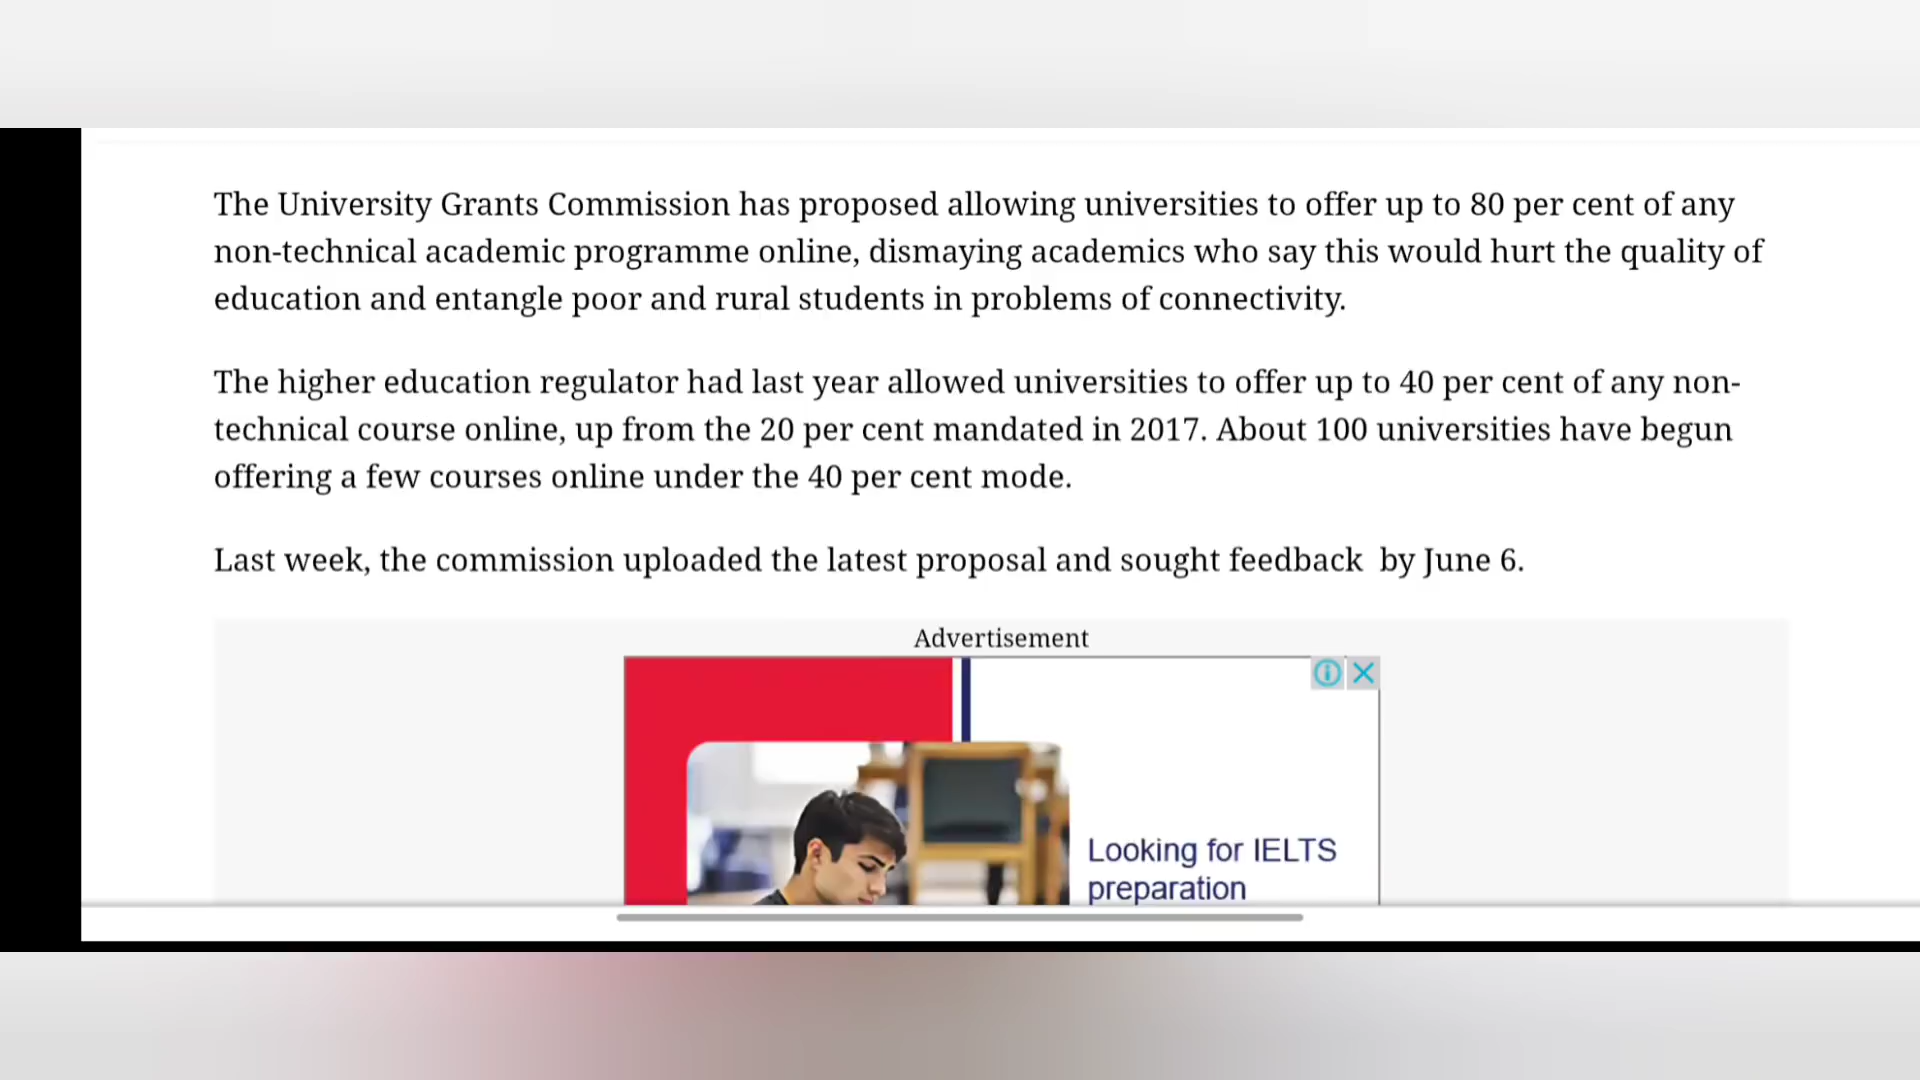 The University Grants Commission has proposed allowing universities to offer up to 80 per cent of any
non-technical academic programme online, dismaying academics who say this would hurt the quality of
education and entangle poor and rural students in problems of connectivity.
The higher education regulator had last year allowed universities to offer up to 40 per cent of any non-
technical course online, up from the 20 per cent mandated in 2017. About 100 universities have begun
offering a few courses online under the 40 per cent mode.
Last week, the commission uploaded the latest proposal and sought feedback  by June 6.
Advertisement
Looking for IELTS
preparation